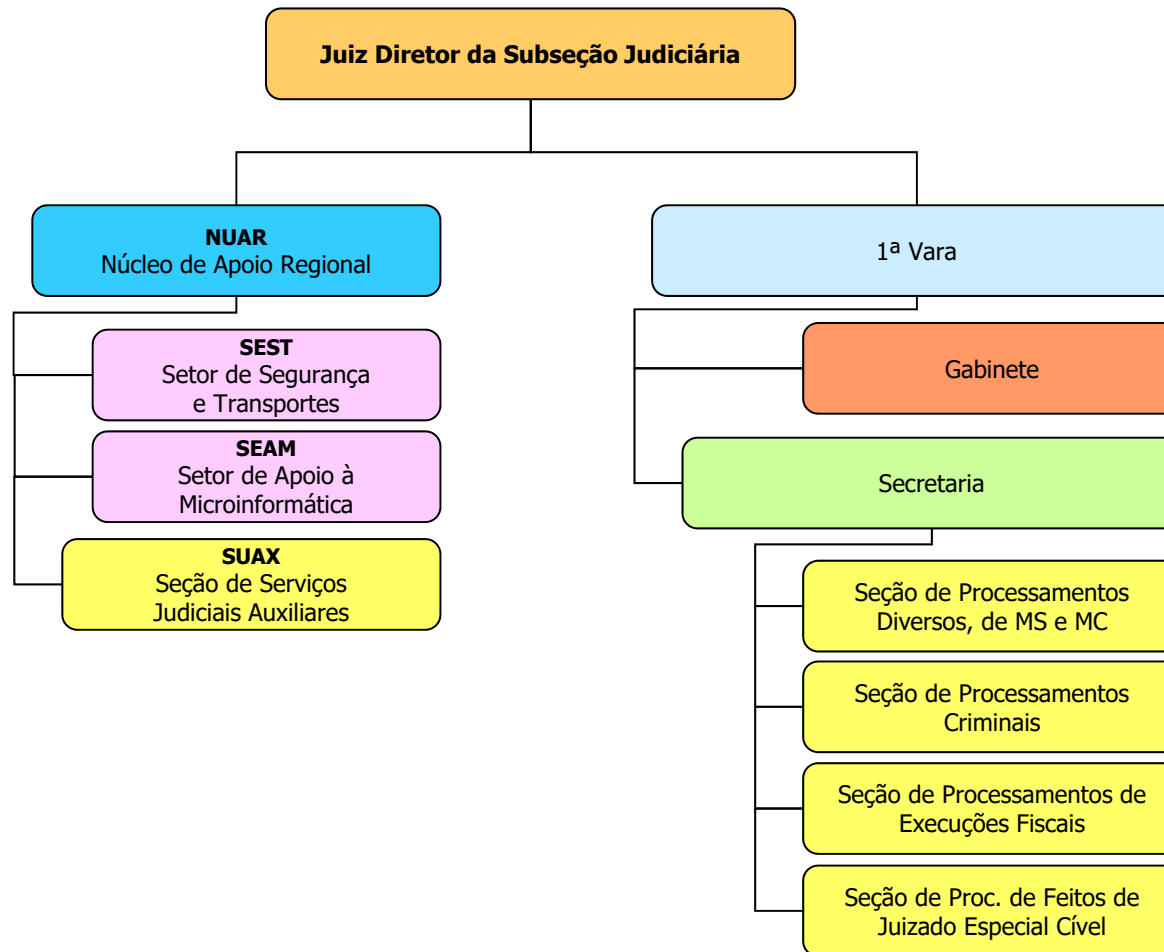 Juiz Diretor da Subseção Judiciária
NUAR
Núcleo de Apoio Regional
SEST
Setor de Segurança
e Transportes
SEAM
Setor de Apoio à
Microinformática
SUAX
Seção de Serviços
Judiciais Auxiliares
1ª Vara
Gabinete
Secretaria
Seção de Processamentos
Diversos, de MS e MC
Seção de Processamentos
Criminais
Seção de Processamentos de
Execuções Fiscais
Seção de Proc. de Feitos de
Juizado Especial Cível